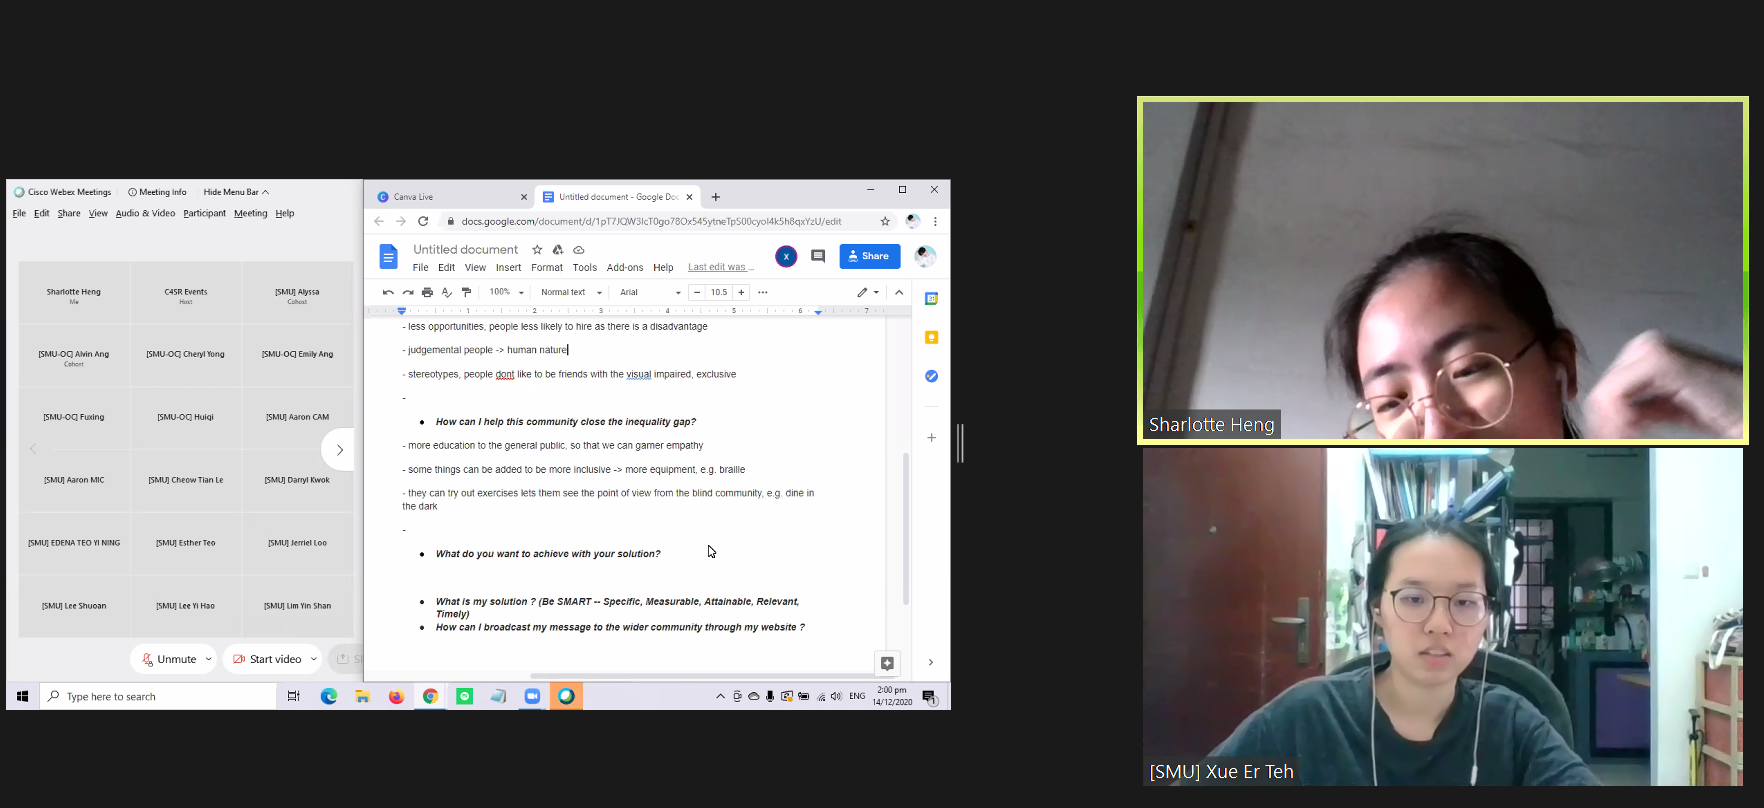 Cisco Webex Meetings
Meeting Info
Hide Menu Bar
File Edit Share View Audio & Video Participant Meeting Help
Sharlotte Heng
Me
C4SR Events
Host
[SMU] Alyssa
Cohost
[SMU-OC] Alvin Ang
Cohost
[SMU-OC] Cheryl Yong
[SMU-OC] Emily Ang
[SMU-OC] Fuxing
[SMU-OC] Huiqi
[SMU] Aaron CAM
[SMU] Aaron MIC
[SMU] Cheow Tian Le
[SMU] Darryl Kwok
[SMU] EDENA TEO YI NING
[SMU] Esther Teo
[SMU] Jerriel Loo
[SMU] Lee Shuoan
[SMU] Lee Yi Hao
[SMU] Lim Yin Shan
Unmute
Start video
Canva Live
Untitled document - Google Doc
docs.google.com/document/d/1pT7JQW3IcT0go78Ox545ytneTpS00cyoI4k5h8qxYzU/edit
Untitled document
X
Share
File Edit View Insert Format Tools Add-ons Help Last edit was ...
100% Normal text Arial 10.5
1 2 3 4 5 6 7
- less opportunities, people less likely to hire as there is a disadvantage
- judgemental people -> human nature
- stereotypes, people dont like to be friends with the visual impaired, exclusive
-
● How can I help this community close the inequality gap?
- more education to the general public, so that we can garner empathy
- some things can be added to be more inclusive -> more equipment, e.g. braille
- they can try out exercises lets them see the point of view from the blind community, e.g. dine in
the dark
-
● What do you want to achieve with your solution?
● What is my solution ? (Be SMART -- Specific, Measurable, Attainable, Relevant,
Timely)
● How can I broadcast my message to the wider community through my website ?
Type here to search
ENG
2:00 pm
14/12/2020
1
Sharlotte Heng
[SMU] Xue Er Teh